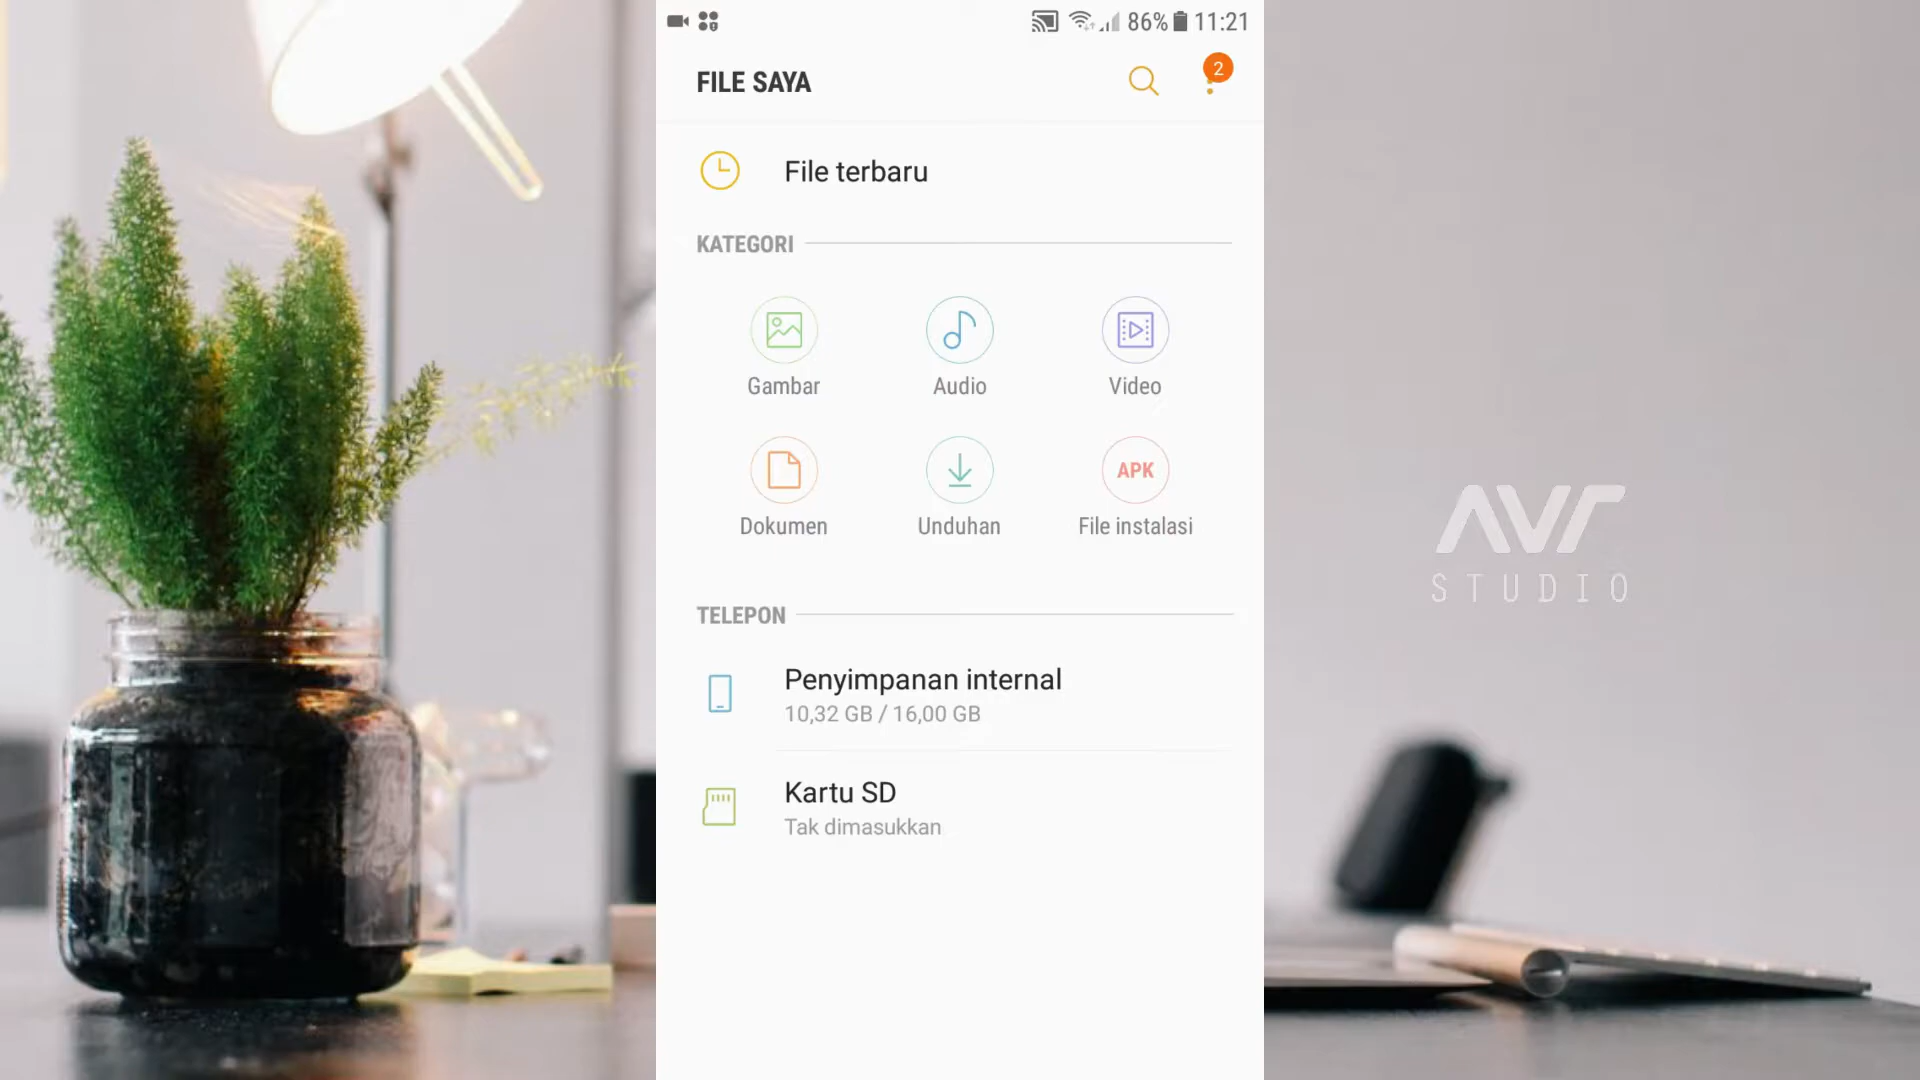 86% 11:21
FILE SAYA
2
File terbaru
KATEGORI
Gambar Audio Video
APK
Dokumen Unduhan File instalasi
TELEPON
Penyimpanan internal
10,32 GB / 16,00 GB
Kartu SD
Tak dimasukkan
AVR
STUDIO